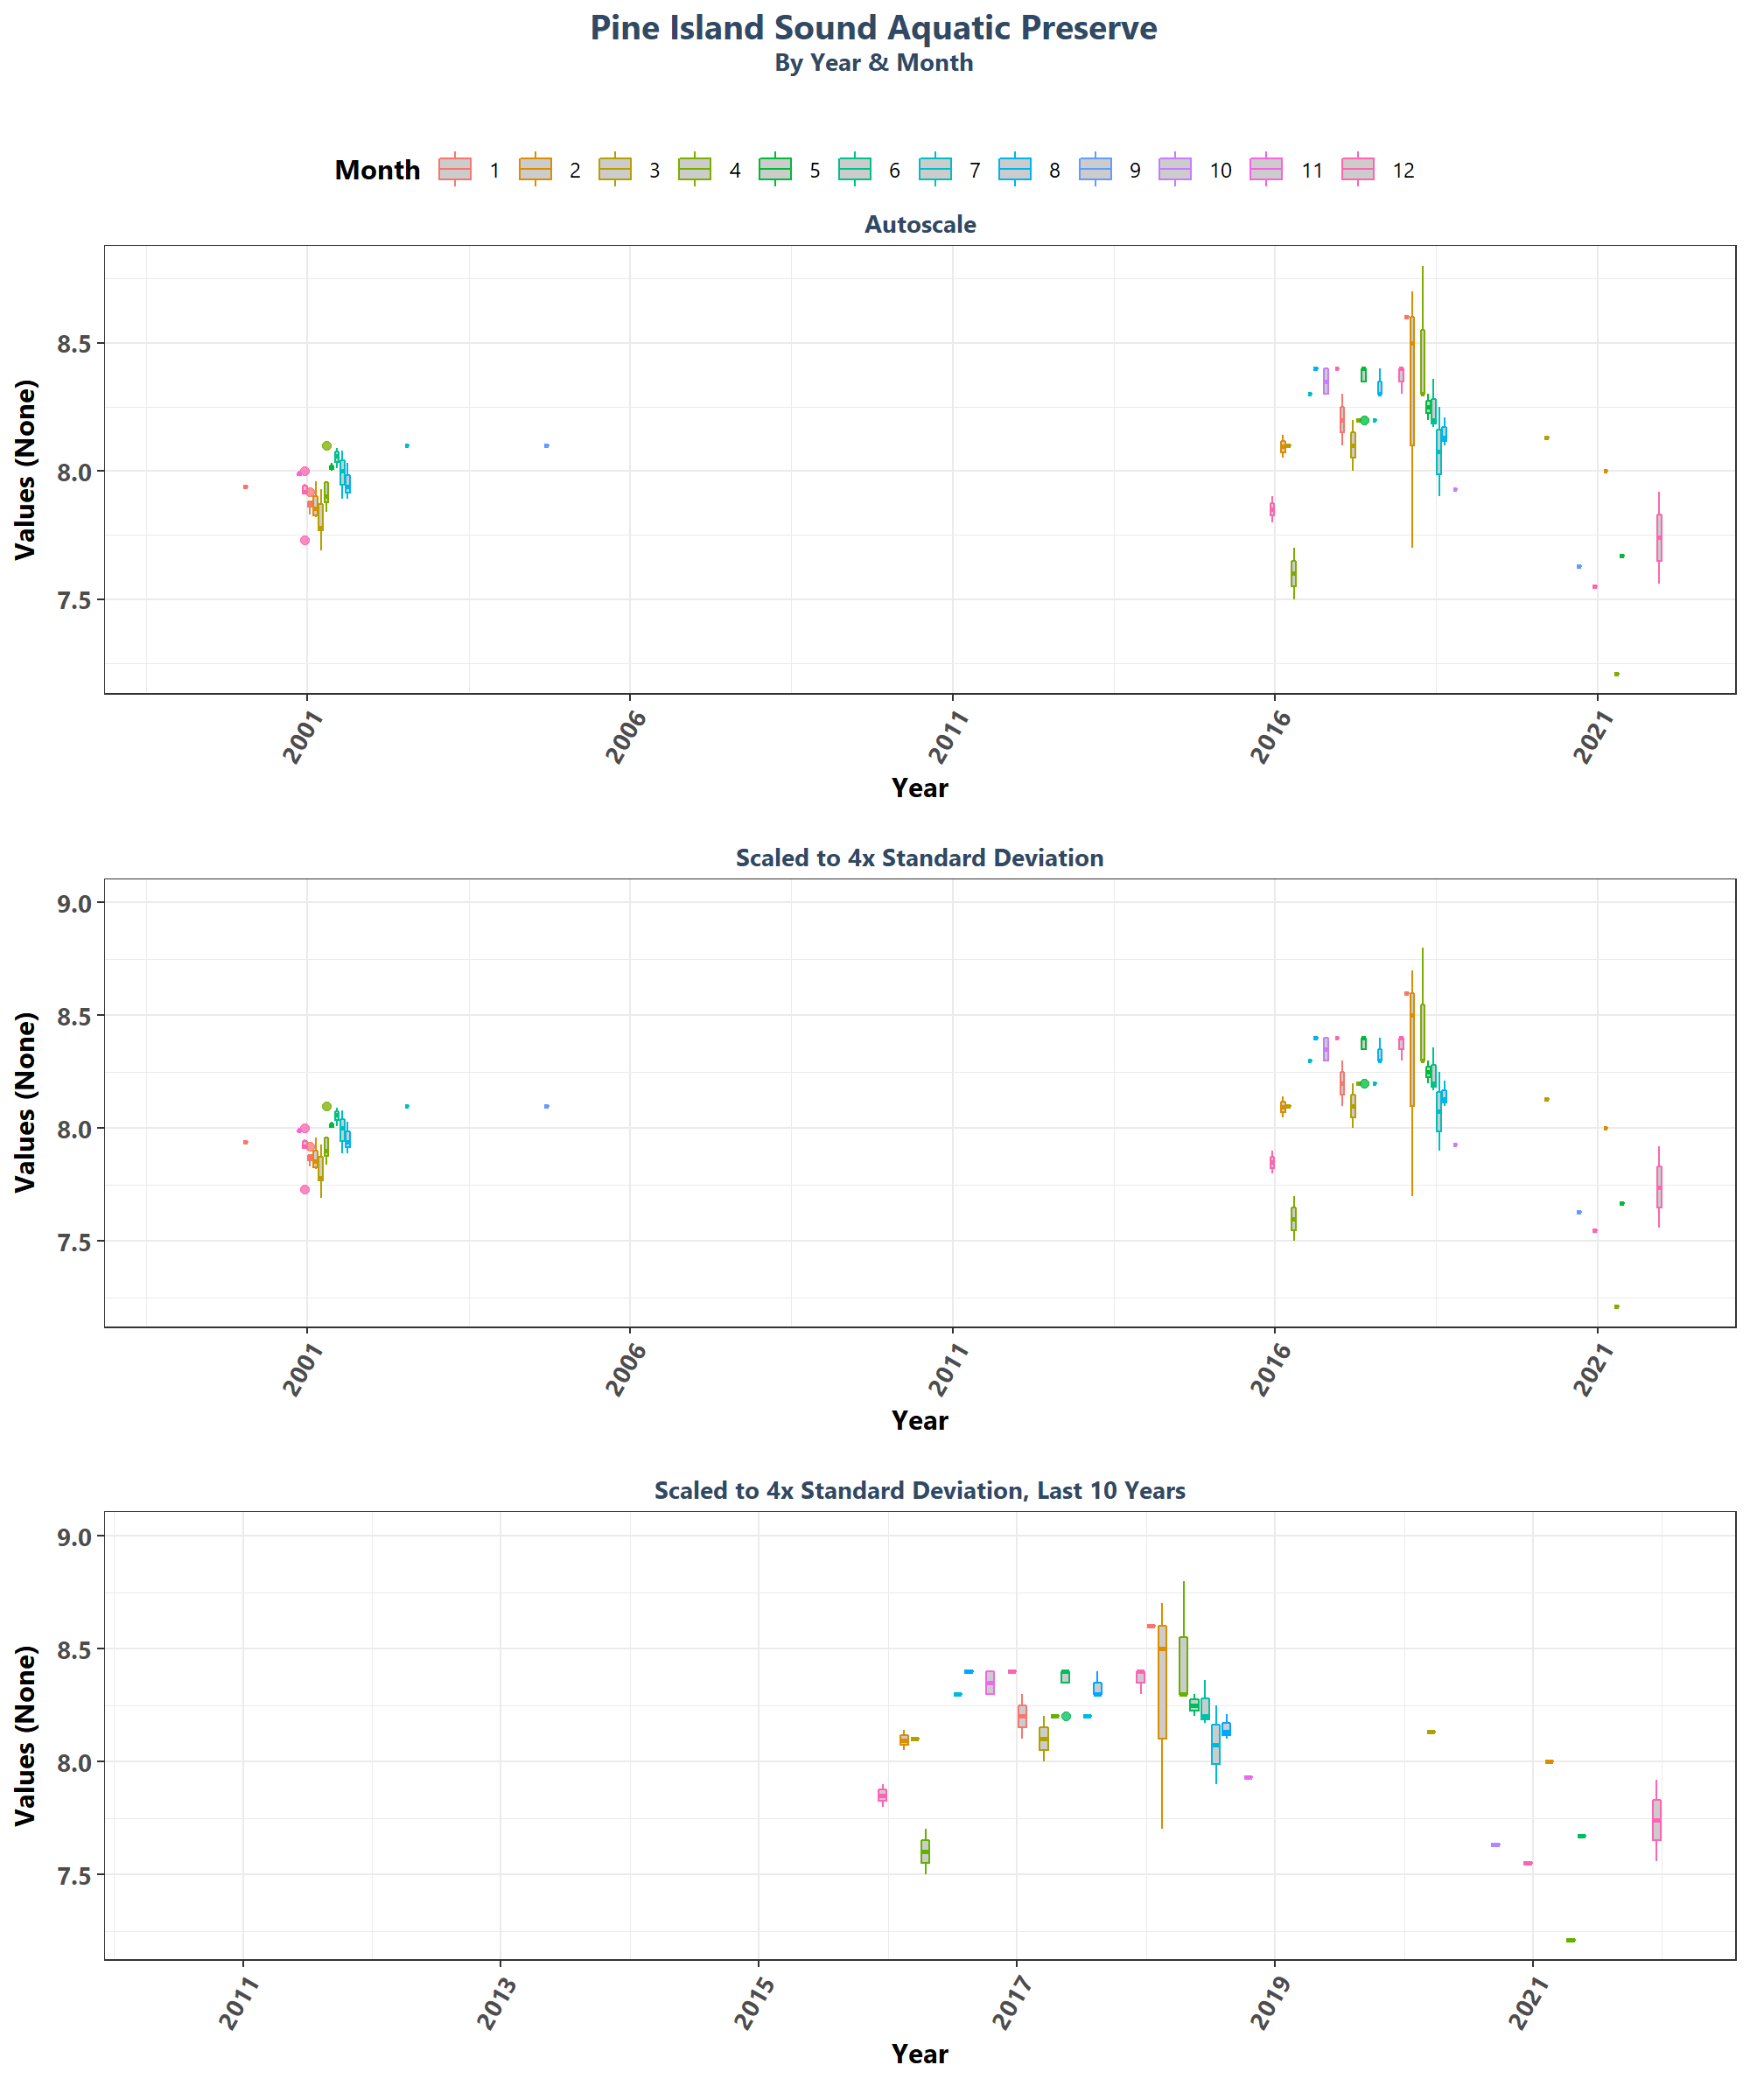 Pine Island Sound Aquatic Preserve
By Year & Month
Month 1 2 3 4 5 6 7 8 9 10 11 12
Autoscale
Values (None)
8.5
8.0
7.5
2001 2006 2011 2016 2021
Year
Scaled to 4x Standard Deviation
Values (None)
9.0
8.5
8.0
7.5
2001 2006 2011 2016 2021
Year
Scaled to 4x Standard Deviation, Last 10 Years
Values (None)
9.0
8.5
8.0
7.5
2011 2013 2015 2017 2019 2021
Year